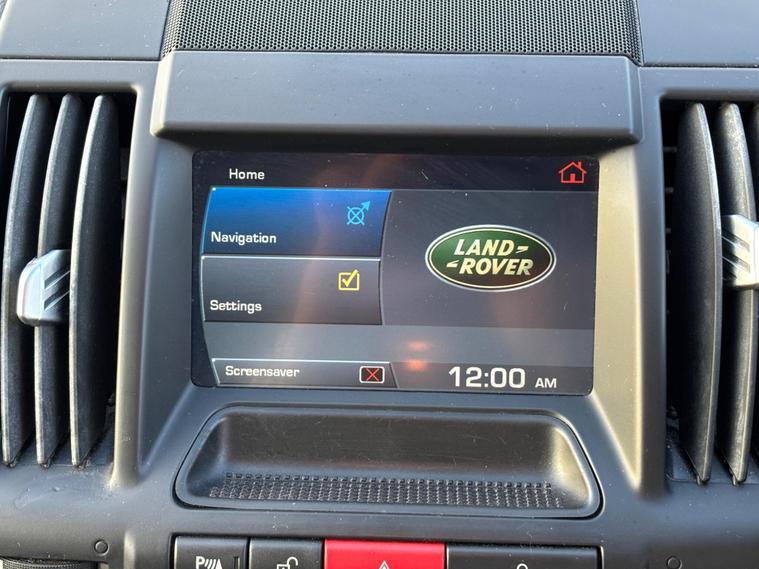 Home
Navigation
LAND-
-ROVER
Settings
Screensaver
12:00 AM
P